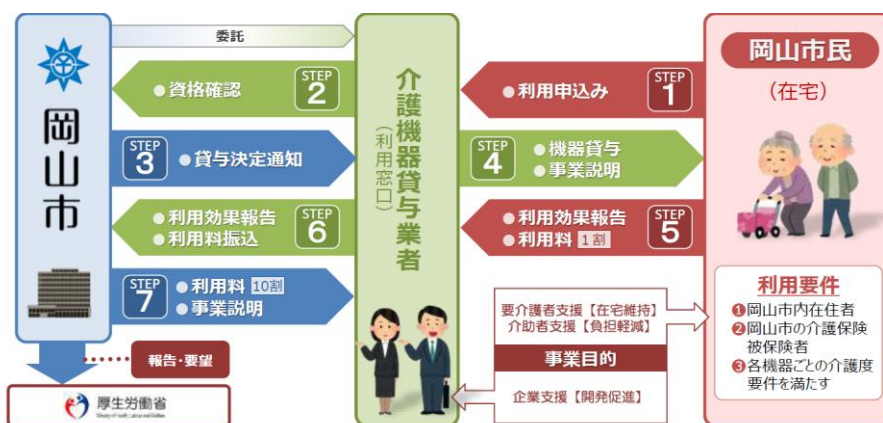 委託
岡山市
STEP
2
●資格確認
STEP
3
●貸与決定通知
STEP
6
●利用効果報告
●利用料振込
STEP
7
●利用料 10割
●事業説明
報告・要望
厚生労働省
介護機器貸与業者
（利用窓口）
STEP
1
●利用申込み
STEP
4
●機器貸与
●事業説明
STEP
5
●利用効果報告
●利用料 1割
要介護者支援【在宅維持】
介助者支援【負担軽減】
事業目的
企業支援【開発促進】
岡山市民
（在宅）
利用要件
❶岡山市内在住者
❷岡山市の介護保険
被保険者
❸各機器ごとの介護度
要件を満たす